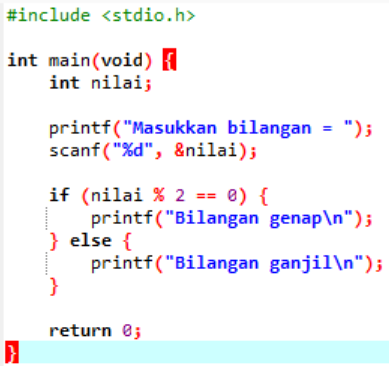 #include <stdio.h>
int main(void) {
int nilai;
printf("Masukkan bilangan = ");
scanf("%d", &nilai);
if (nilai % 2 == 0) {
printf("Bilangan genap\n");
} else {
printf("Bilangan ganjil\n");
}
return 0;
}